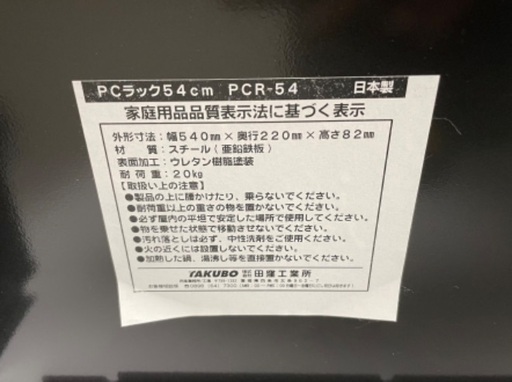 PCラック54cm PCR-54 日本製
家庭用品品質表示法に基づく表示
外形寸法：幅540mm×奥行220mm×高さ82mm
材 質：スチール（亜鉛鉄板）
表面加工：ウレタン樹脂塗装
耐 荷 重：20kg
【取扱い上の注意】
●製品の上に腰かけたり、乗らないでください。
●耐荷重以上の重さの物を置かないでください。
●必ず屋内の平坦で安定した場所で使用してください。
●物を乗せた状態で移動させないでください。
●汚れ落としは必ず、中性洗剤をご使用ください。
●火の近くには設置しないでください。
●加熱した鍋、湯沸し等を直接置かないでください。
TAKUBO 株式会社 田窪工業所